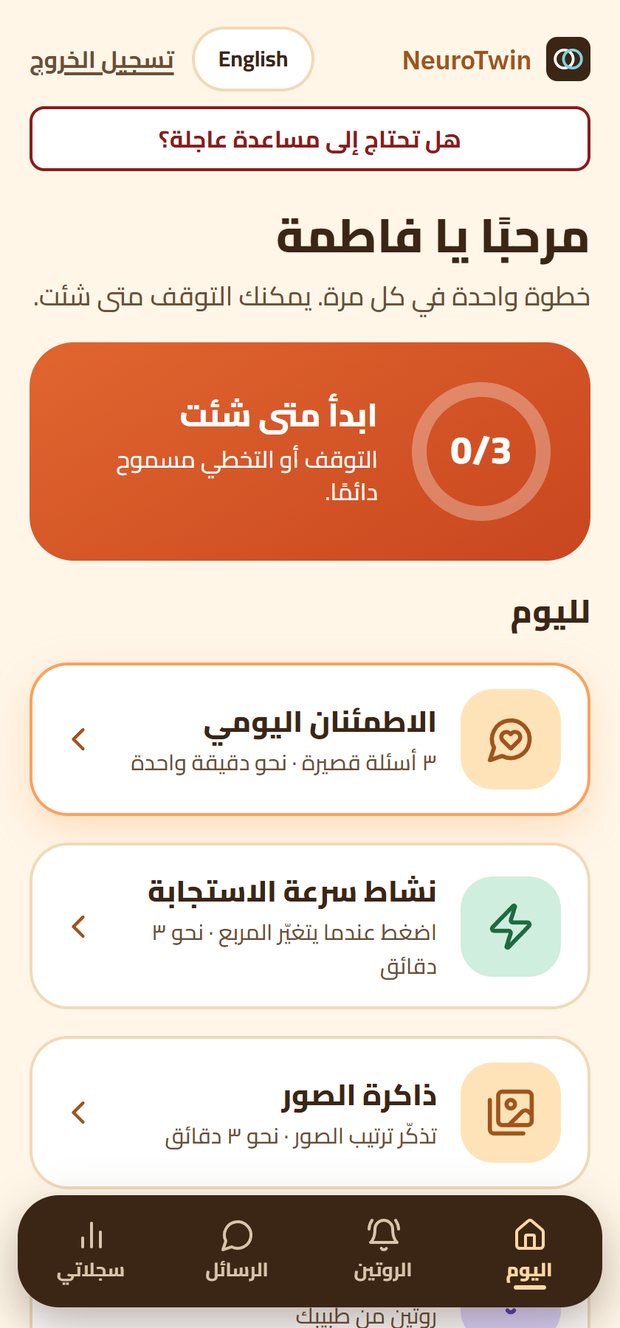 NeuroTwin
English
تسجيل الخروج
هل تحتاج إلى مساعدة عاجلة؟
مرحبًا يا فاطمة
خطوة واحدة في كل مرة. يمكنك التوقف متى شئت.
0/3
ابدأ متى شئت
التوقف أو التخطي مسموح
دائمًا.
لليوم
الاطمئنان اليومي
٣ أسئلة قصيرة · نحو دقيقة واحدة
نشاط سرعة الاستجابة
اضغط عندما يتغيّر المربع · نحو ٣
دقائق
ذاكرة الصور
تذكّر ترتيب الصور · نحو ٣ دقائق
اليوم
الروتين
الرسائل
سجلاتي
روتين من طبيبك